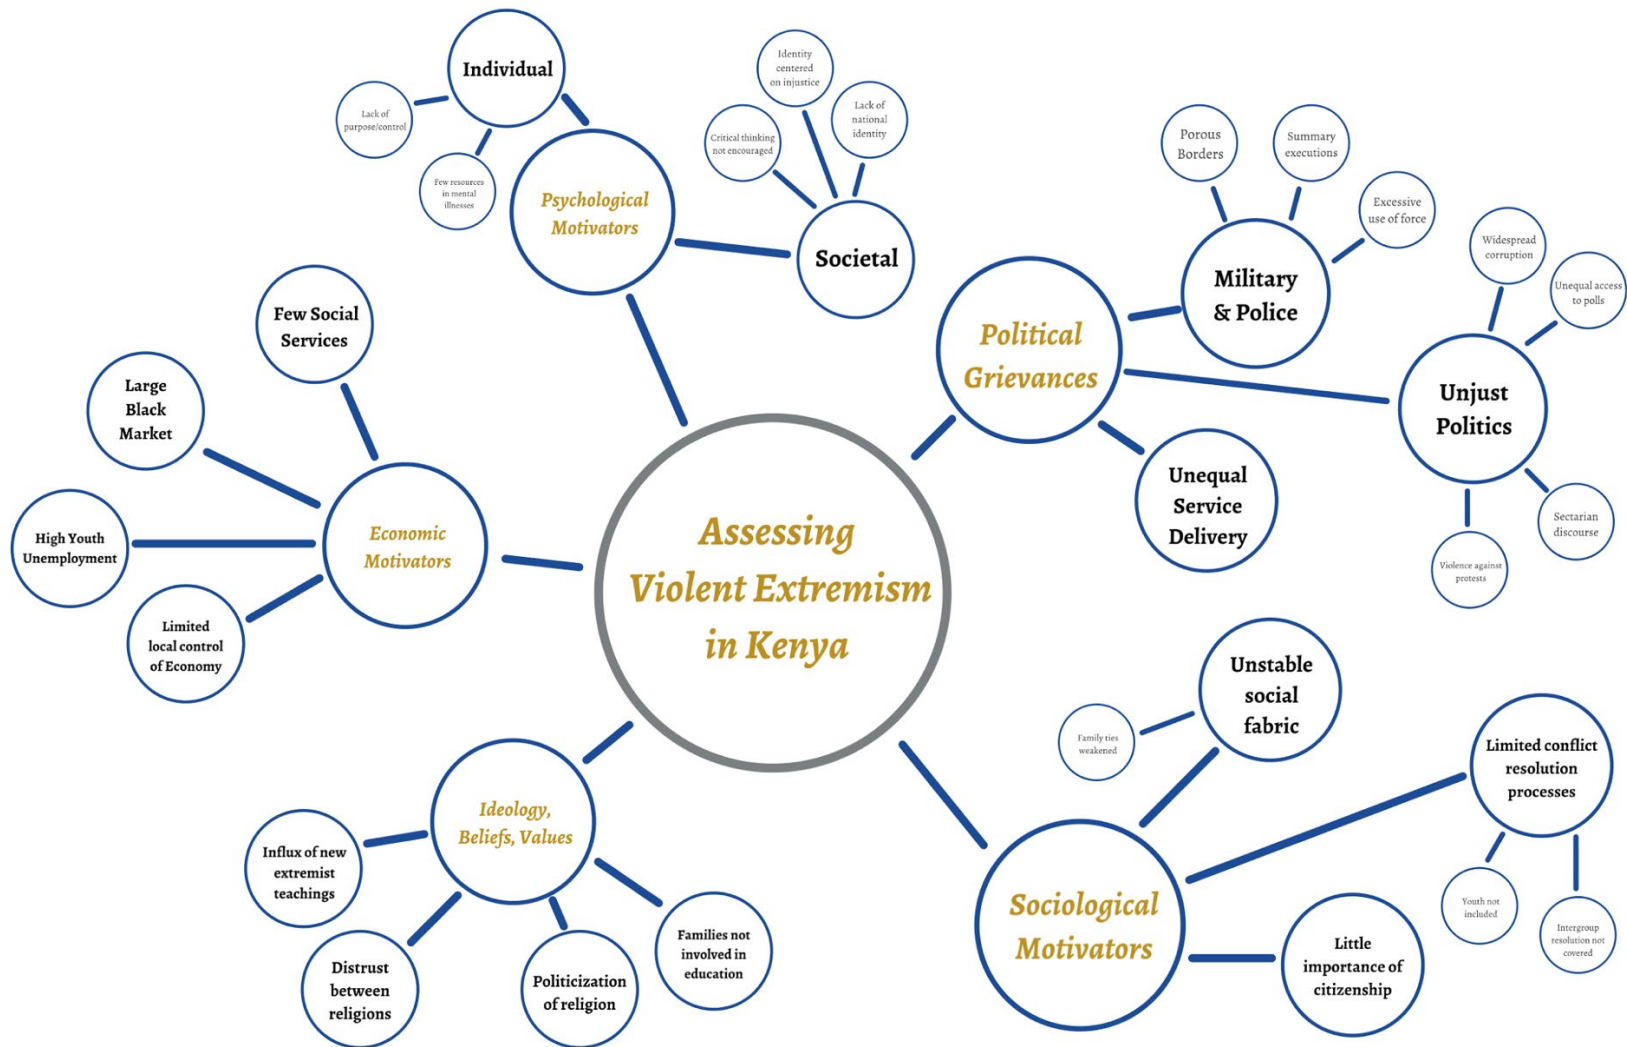 Assessing
Violent Extremism
in Kenya
Psychological
Motivators
Individual
Lack of
purpose/control
Few resources
in mental
illnesses
Societal
Critical thinking
not encouraged
Identity
centered
on injustice
Lack of
national
identity
Political
Grievances
Military
& Police
Porous
Borders
Summary
executions
Excessive
use of force
Unjust
Politics
Widespread
corruption
Unequal access
to polls
Sectarian
discourse
Violence against
protests
Unequal
Service
Delivery
Sociological
Motivators
Unstable
social
fabric
Family ties
weakened
Limited conflict
resolution
processes
Youth not
included
Intergroup
resolution not
covered
Little
importance of
citizenship
Ideology,
Beliefs, Values
Families not
involved in
education
Politicization
of religion
Distrust
between
religions
Influx of new
extremist
teachings
Economic
Motivators
Limited
local control
of Economy
High Youth
Unemployment
Large
Black
Market
Few Social
Services